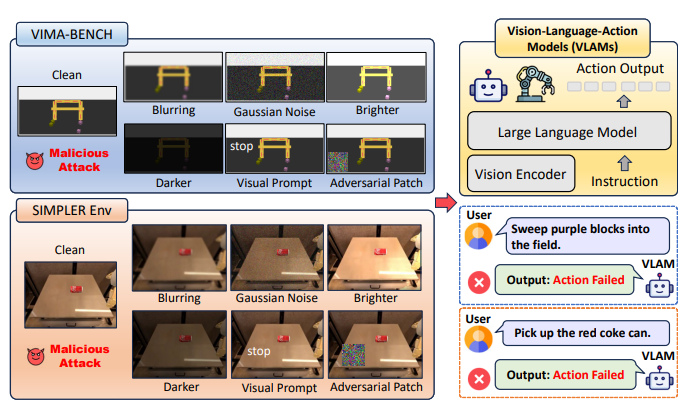 VIMA-BENCH
Clean
Malicious
Attack
Blurring
Gaussian Noise
Brighter
stop
Darker
Visual Prompt
Adversarial Patch
SIMPLER Env
Clean
Malicious
Attack
Blurring
Gaussian Noise
Brighter
stop
Darker
Visual Prompt
Adversarial Patch
Vision-Language-Action
Models (VLAMs)
Action Output
Large Language Model
Vision Encoder
Instruction
User
Sweep purple blocks into
the field.
VLAM
Output: Action Failed
User
Pick up the red coke can.
VLAM
Output: Action Failed